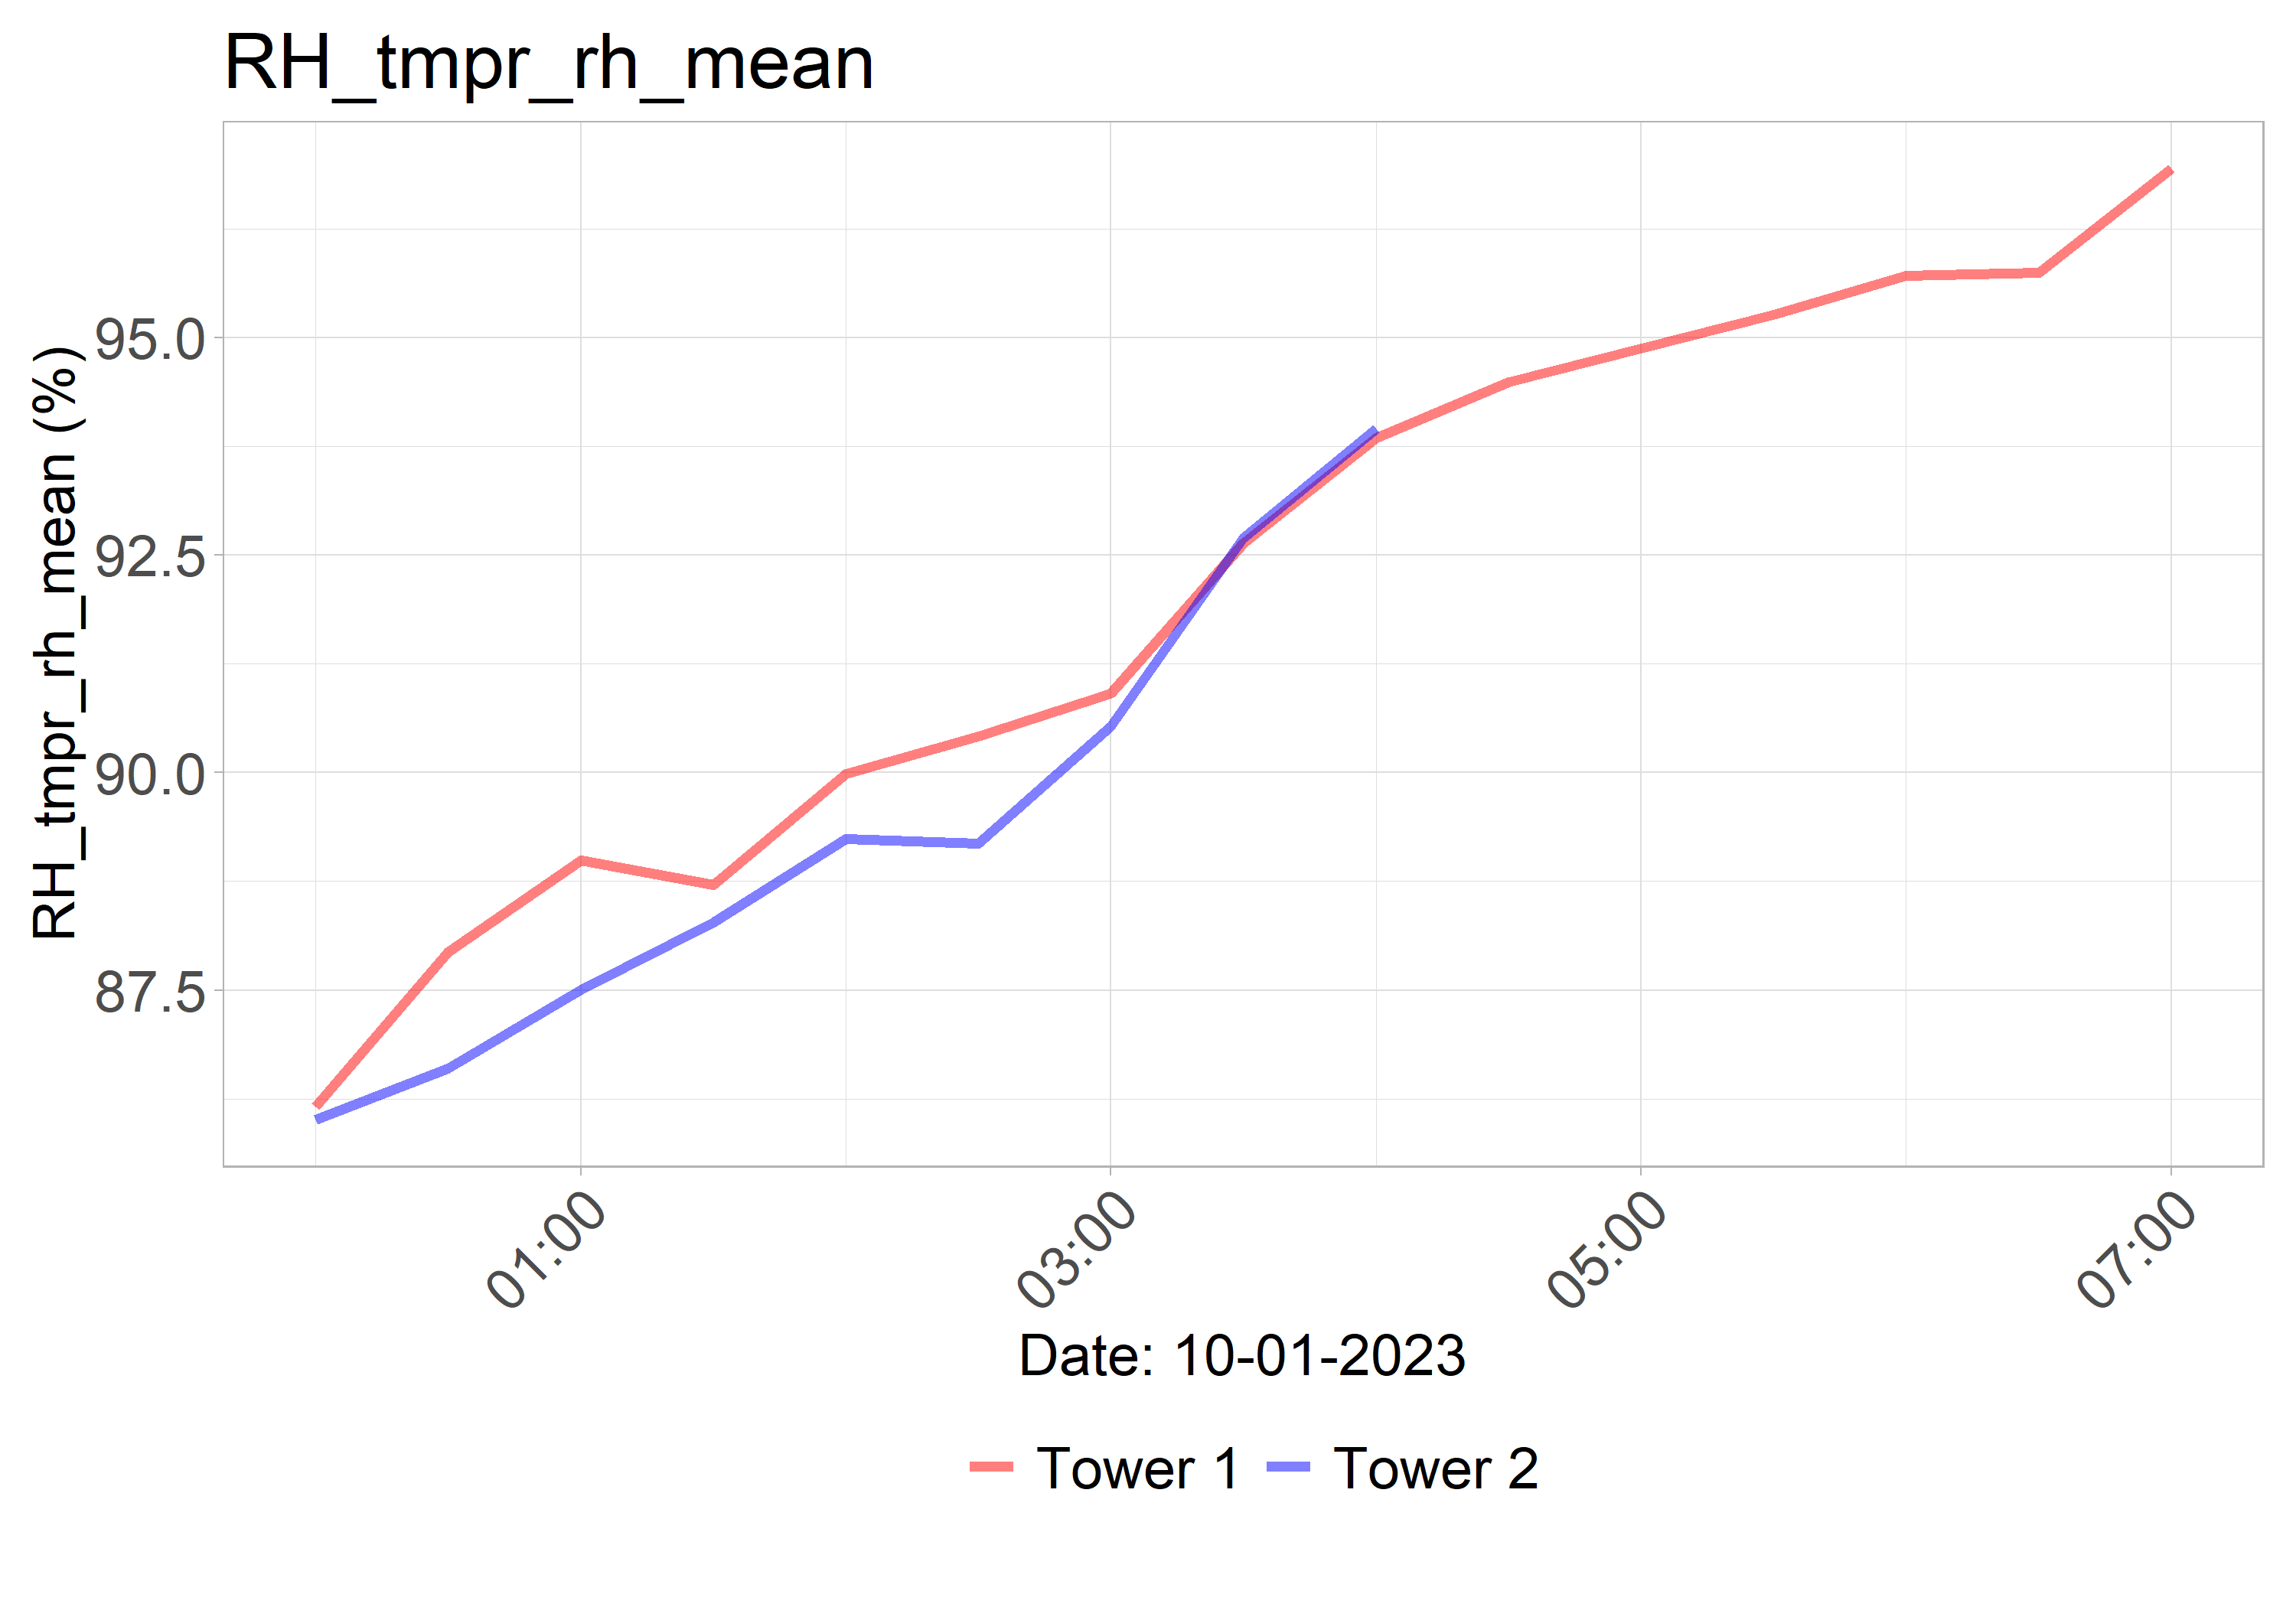 RH_tmpr_rh_mean
RH_tmpr_rh_mean (%)
95.0
92.5
90.0
87.5
01:00
03:00
05:00
07:00
Date: 10-01-2023
Tower 1
Tower 2